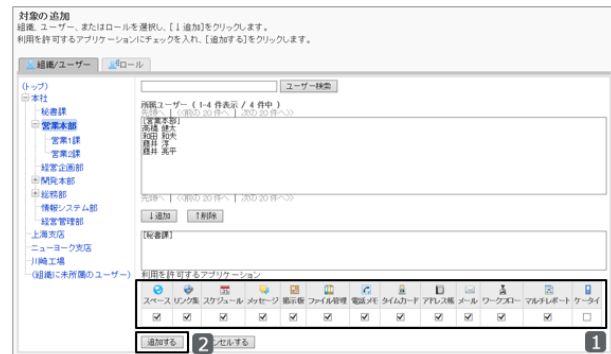 対象の追加
組織、ユーザー、またはロールを選択し、[↓追加]をクリックします。
利用を許可するアプリケーションにチェックを入れ、[追加する]をクリックします。
組織/ユーザー
ロール
(トップ)
本社
秘書課
営業本部
営業1課
営業2課
経営企画部
開発本部
総務部
情報システム部
経営管理部
上海支店
ニューヨーク支店
川崎工場
(組織に未所属のユーザー)
ユーザー検索
所属ユーザー ( 1-4 件表示 / 4 件中 )
先頭へ | <<前の 20 件へ | 次の 20 件へ>>
[営業本部]
高橋 健太
和田 和夫
藤井 淳
藤井 亮平
先頭へ | <<前の 20 件へ | 次の 20 件へ>>
↓追加
↑削除
[秘書課]
利用を許可するアプリケーション
スペース リンク集 スケジュール メッセージ 掲示板 ファイル管理 電話メモ タイムカード アドレス帳 メール ワークフロー マルチレポート ケータイ
追加する
2
キャンセルする
1